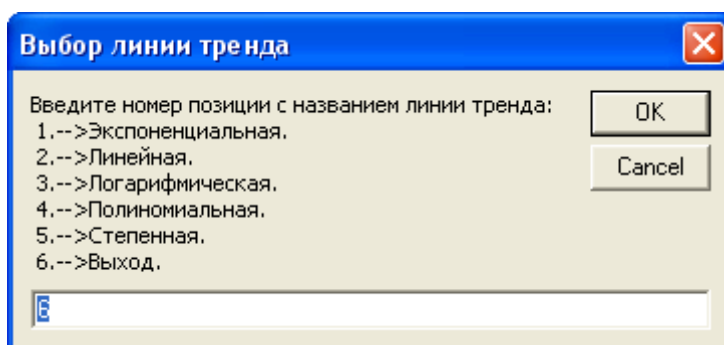 Выбор линии тренда
Введите номер позиции с названием линии тренда:
1.-->Экспоненциальная.
2.-->Линейная.
3.-->Логарифмическая.
4.-->Полиномиальная.
5.-->Степенная.
6.-->Выход.
OK
Cancel
6